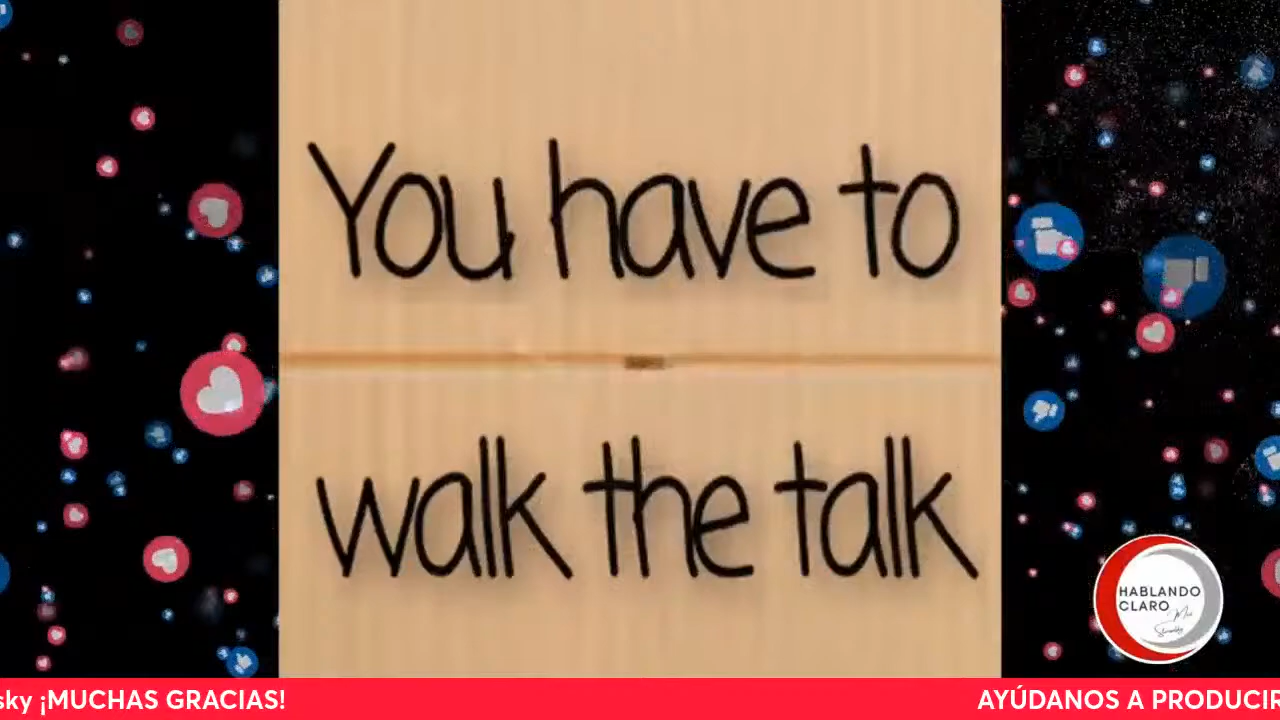 You have to
walk the talk
HABLANDO
CLARO
sky ¡MUCHAS GRACIAS!
AYÚDANOS A PRODUCIR